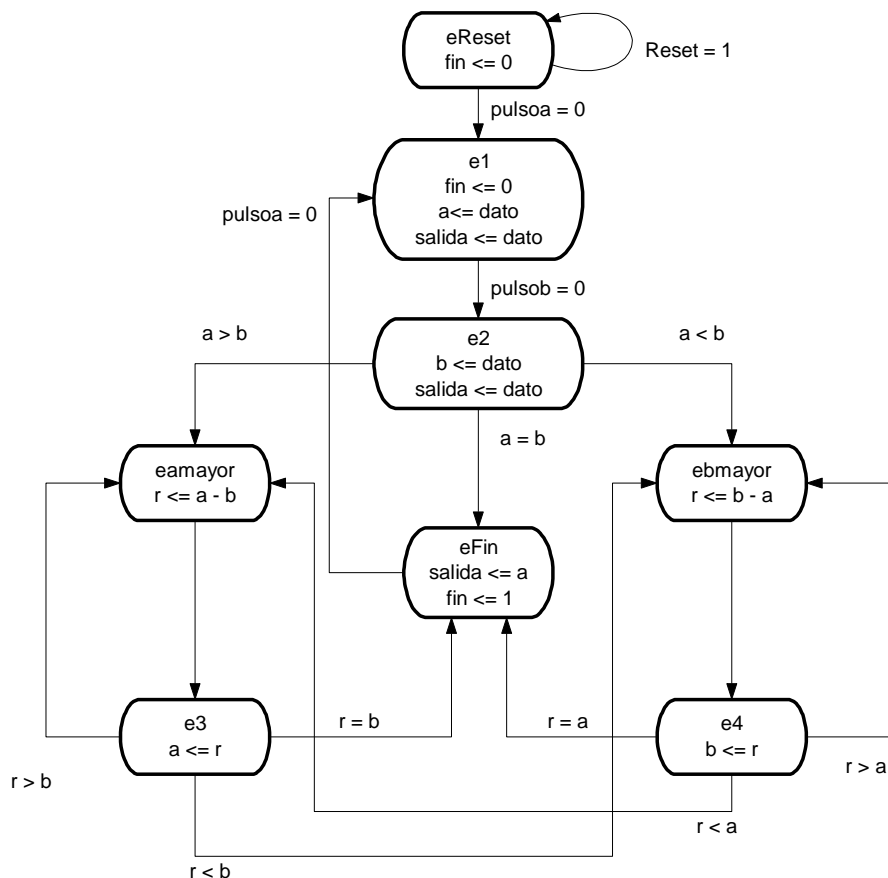 eReset
fin <= 0
Reset = 1
pulsoa = 0
e1
fin <= 0
a<= dato
salida <= dato
pulsoa = 0
pulsob = 0
e2
b <= dato
salida <= dato
a > b
a < b
a = b
eamayor
r <= a - b
ebmayor
r <= b - a
eFin
salida <= a
fin <= 1
e3
a <= r
r = b
r = a
e4
b <= r
r > b
r > a
r < a
r < b